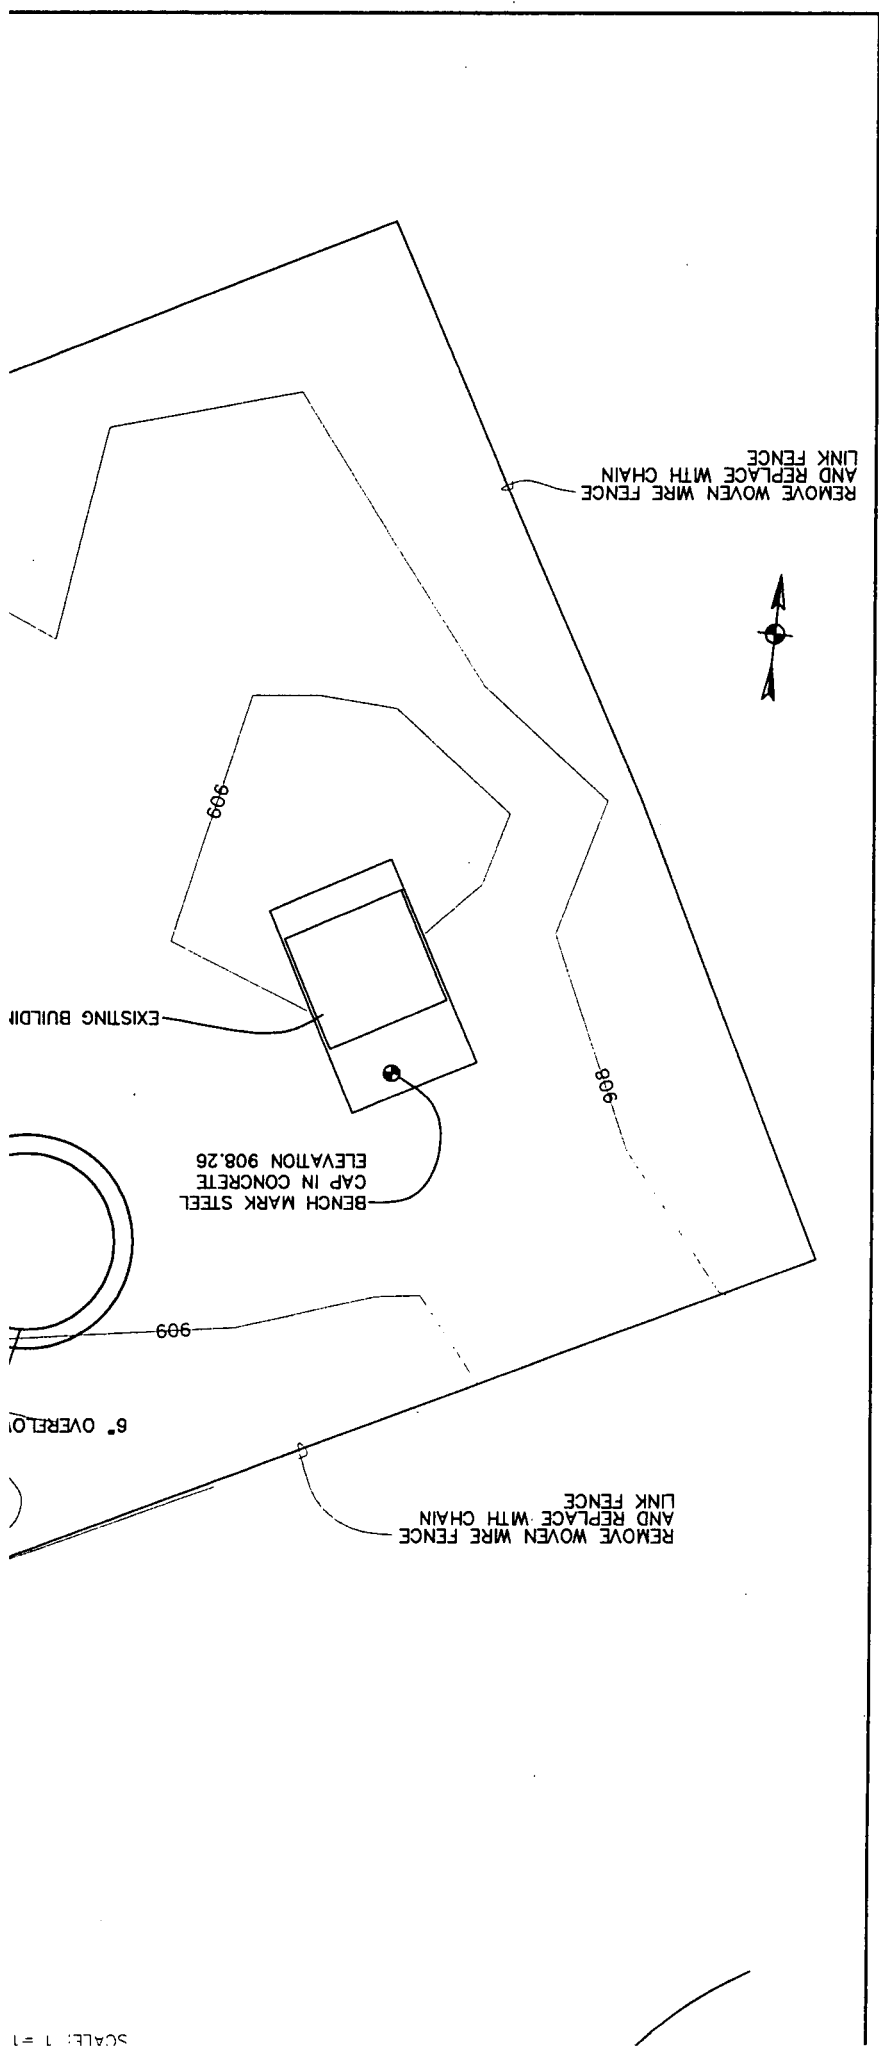 SCALE: 1 =1
REMOVE WOVEN WIRE FENCE
AND REPLACE WITH CHAIN
LINK FENCE
6" OVERFLO
909
BENCH MARK STEEL
CAP IN CONCRETE
ELEVATION 908.26
908
EXISTING BUILDI
909
REMOVE WOVEN WIRE FENCE
AND REPLACE WITH CHAIN
LINK FENCE